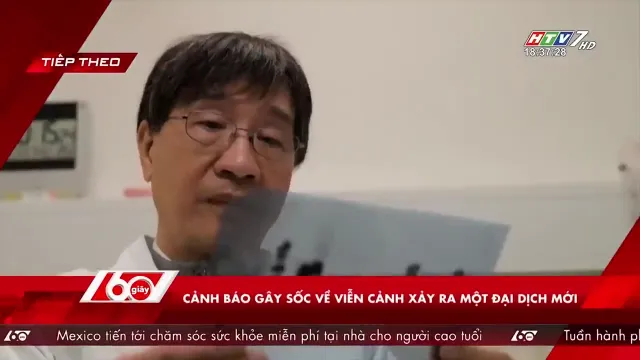 TIẾP THEO
HTV7 HD
18:37:28
60 giây
CẢNH BÁO GÂY SỐC VỀ VIỄN CẢNH XẢY RA MỘT ĐẠI DỊCH MỚI
60 Mexico tiến tới chăm sóc sức khỏe miễn phí tại nhà cho người cao tuổi 60 Tuần hành p